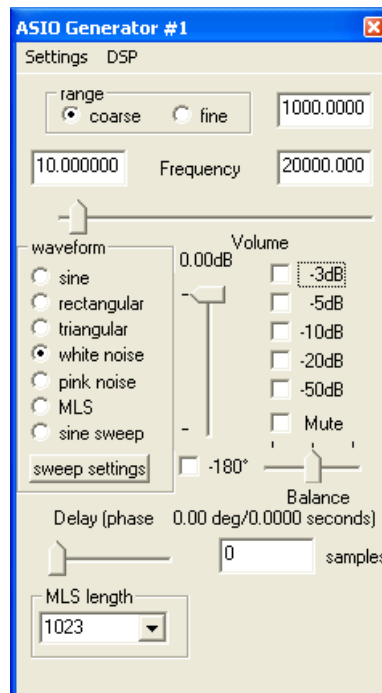 ASIO Generator #1
Settings DSP
range
coarse fine 1000.0000
10.000000 Frequency 20000.000
waveform
sine
rectangular
triangular
white noise
pink noise
MLS
sine sweep
sweep settings
Volume
0.00dB
-3dB
-5dB
-10dB
-20dB
-50dB
Mute
-180°
Balance
Delay (phase 0.00 deg/0.0000 seconds)
0 samples
MLS length
1023